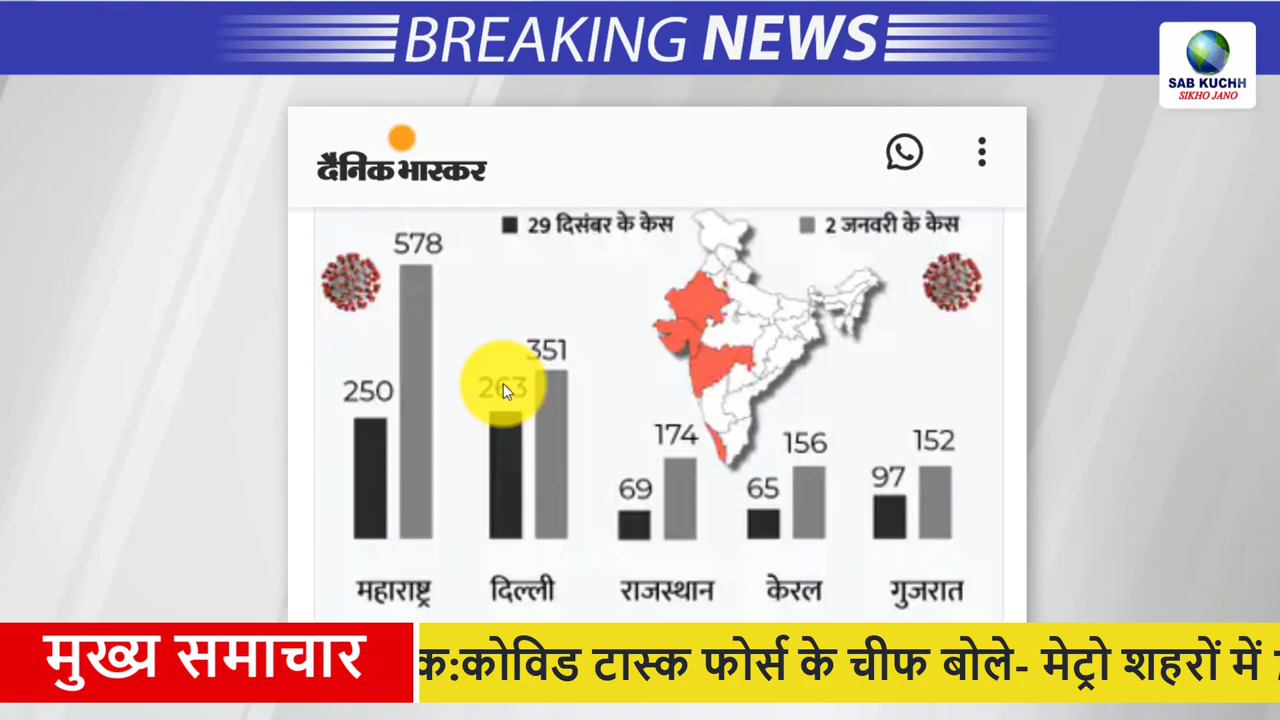 BREAKING NEWS
SAB KUCHH
SIKHO JANO
दैनिक भास्कर
29 दिसंबर के केस
2 जनवरी के केस
578
351
250
263
174
156
152
69
65
97
महाराष्ट्र
दिल्ली
राजस्थान
केरल
गुजरात
मुख्य समाचार
क:कोविड टास्क फोर्स के चीफ बोले- मेट्रो शहरों में